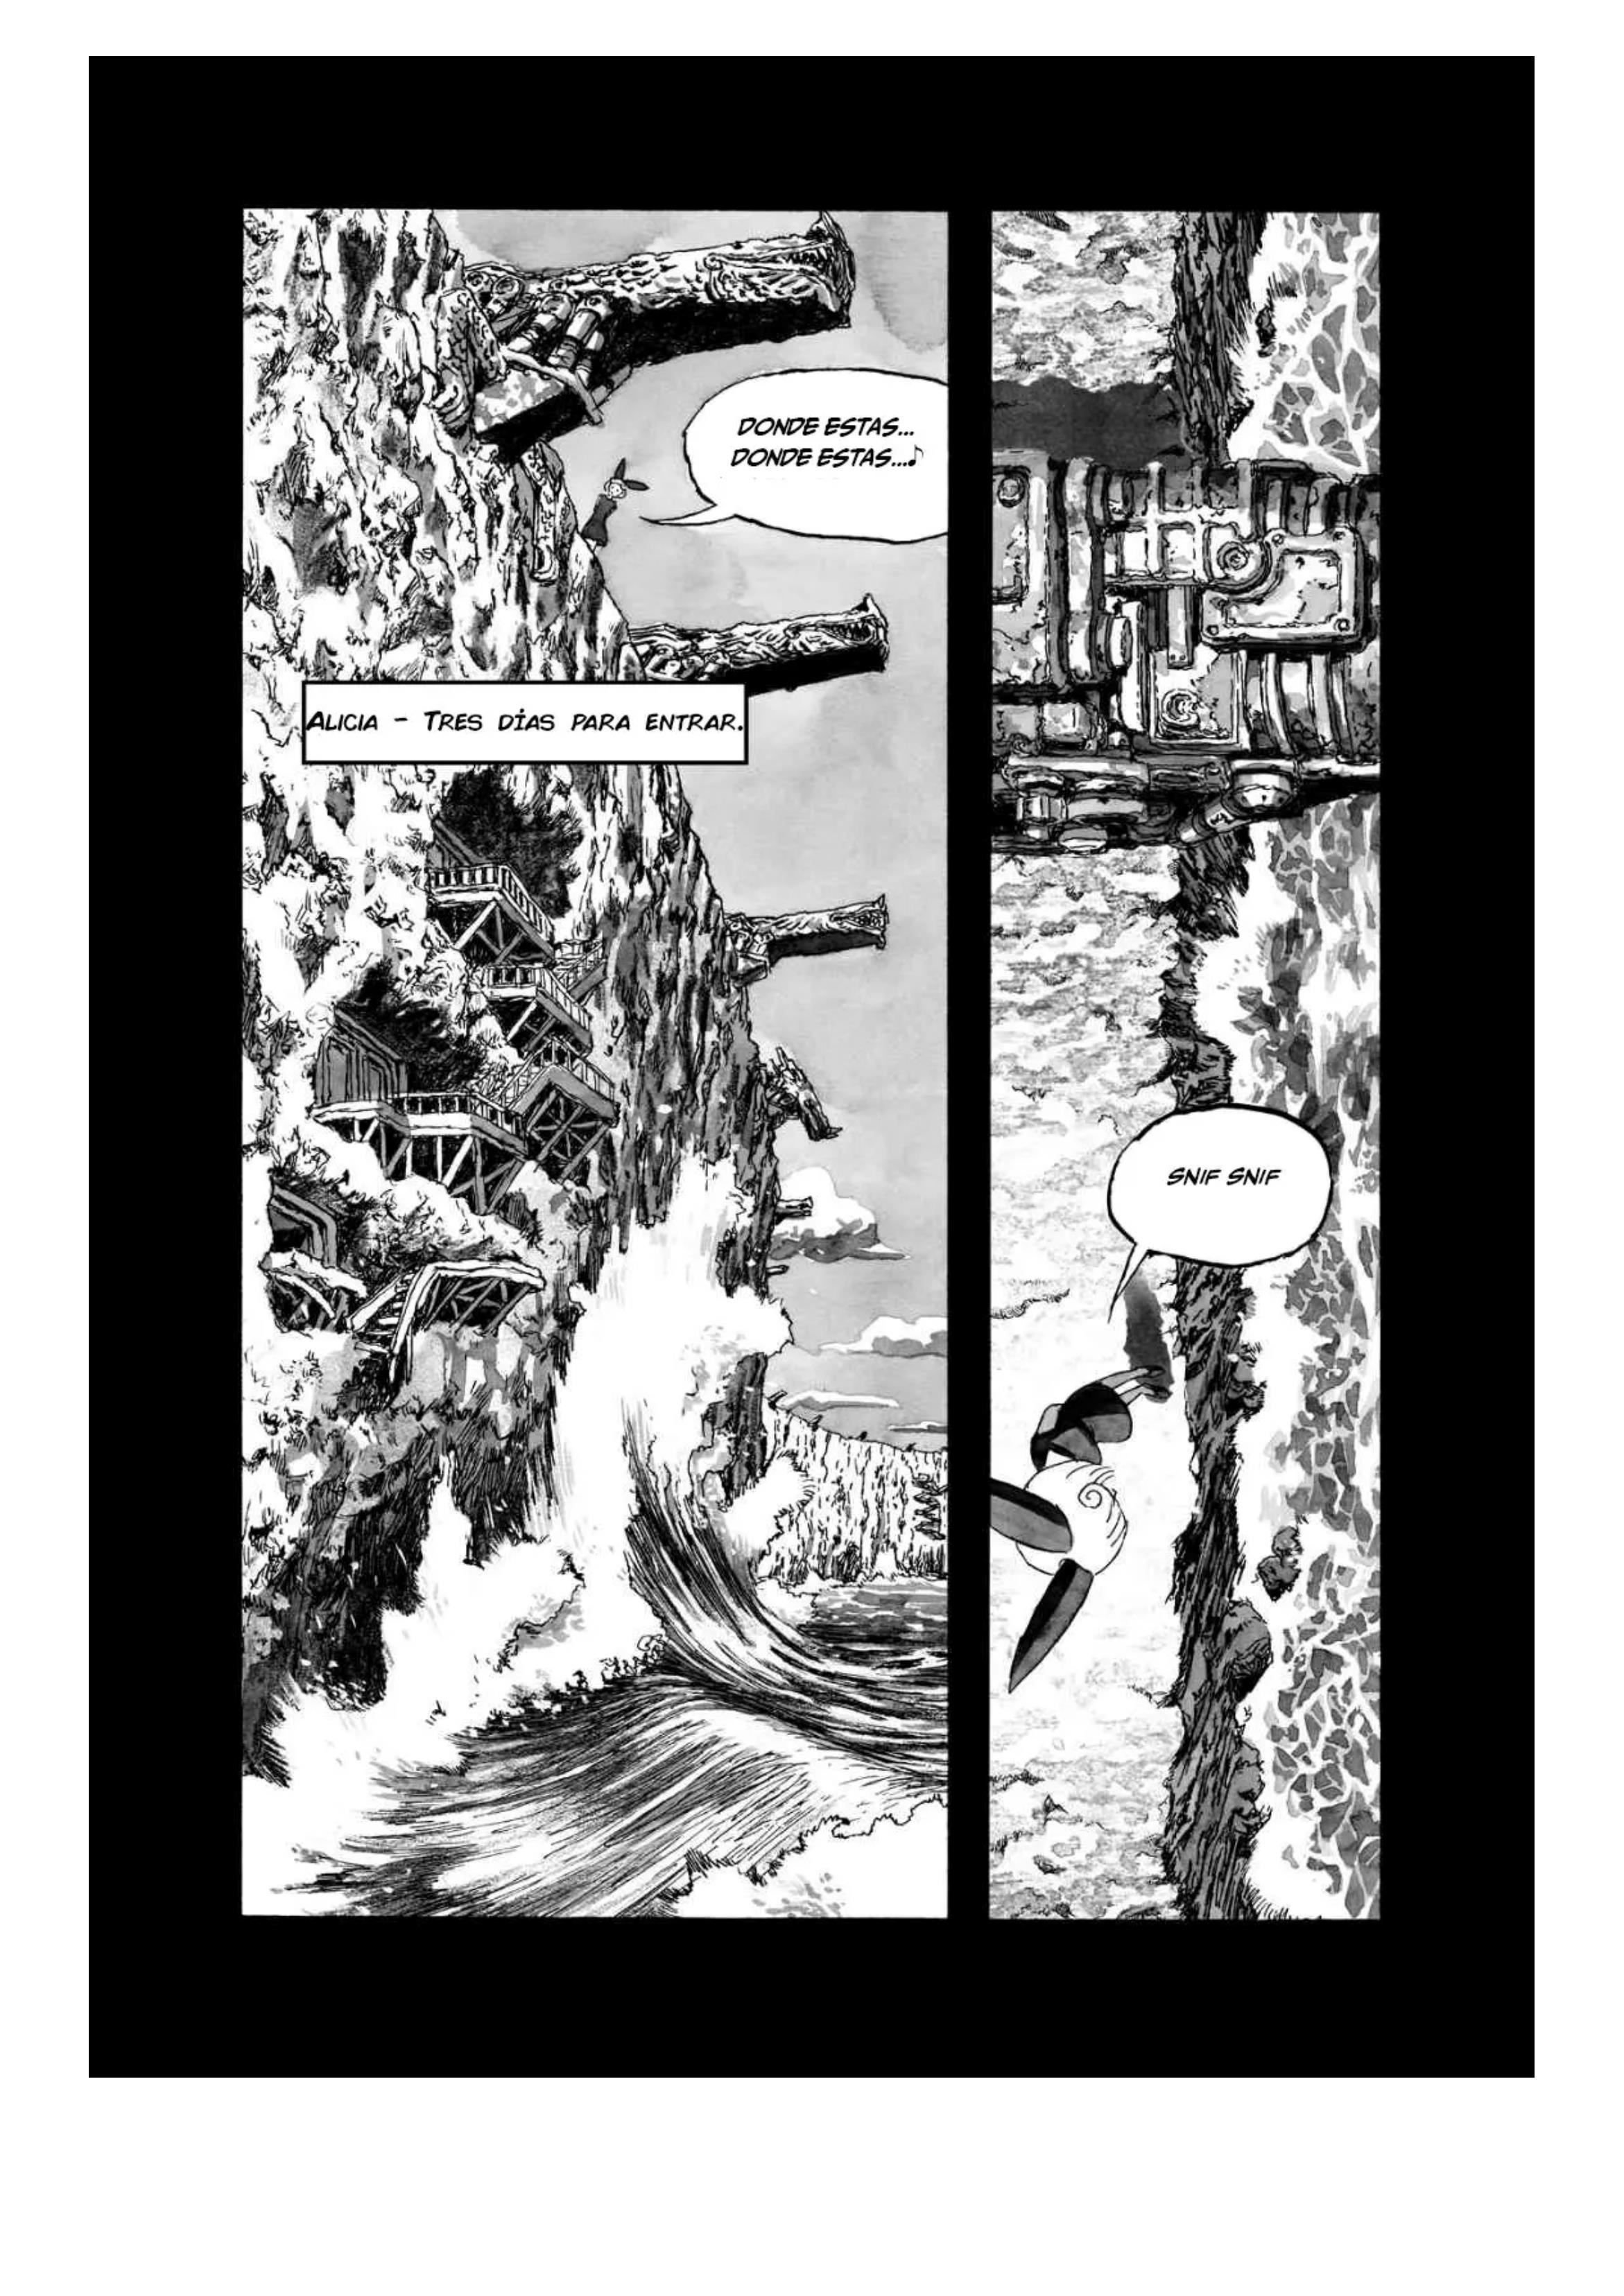 DONDE ESTAS...
DONDE ESTAS...♪
ALICIA - TRES DÍAS PARA ENTRAR.
SNIF SNIF